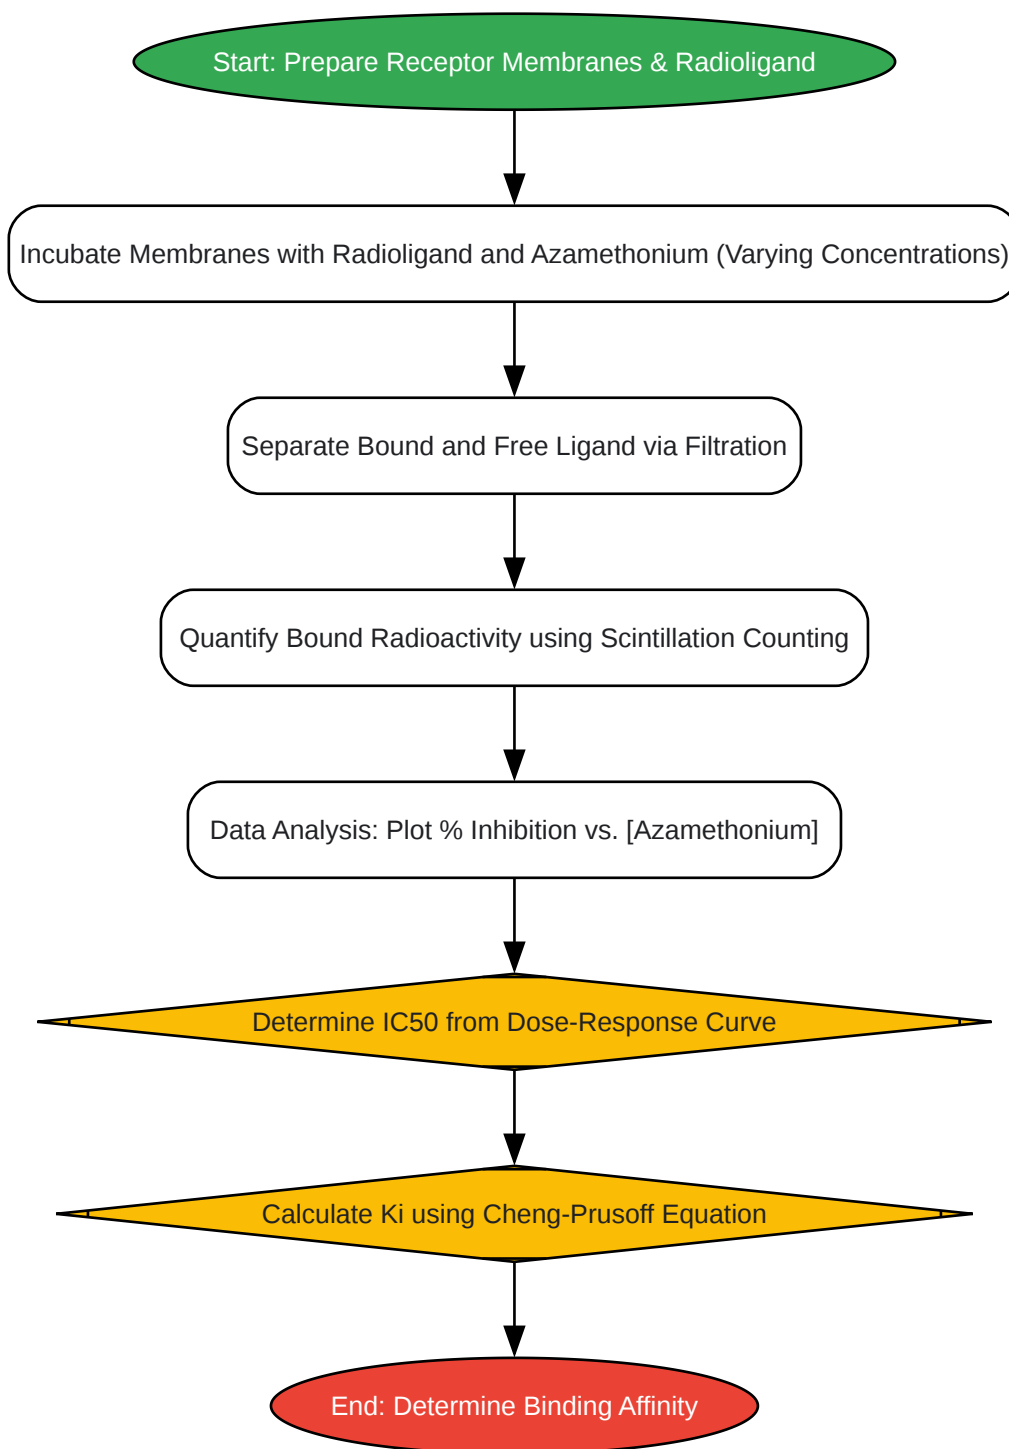 Start: Prepare Receptor Membranes & Radioligand
Incubate Membranes with Radioligand and Azamethonium (Varying Concentrations)
Separate Bound and Free Ligand via Filtration
Quantify Bound Radioactivity using Scintillation Counting
Data Analysis: Plot % Inhibition vs. [Azamethonium]
Determine IC50 from Dose-Response Curve
Calculate Ki using Cheng-Prusoff Equation
End: Determine Binding Affinity